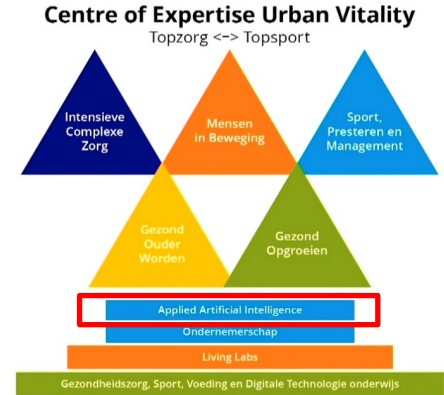 Centre of Expertise Urban Vitality
Topzorg <-> Topsport
Intensieve
Complexe
Zorg
Mensen
in Beweging
Sport,
Presteren en
Management
Gezond
Ouder
Worden
Gezond
Opgroeien
Applied Artificial Intelligence
Ondernemerschap
Living Labs
Gezondheidszorg, Sport, Voeding en Digitale Technologie onderwijs